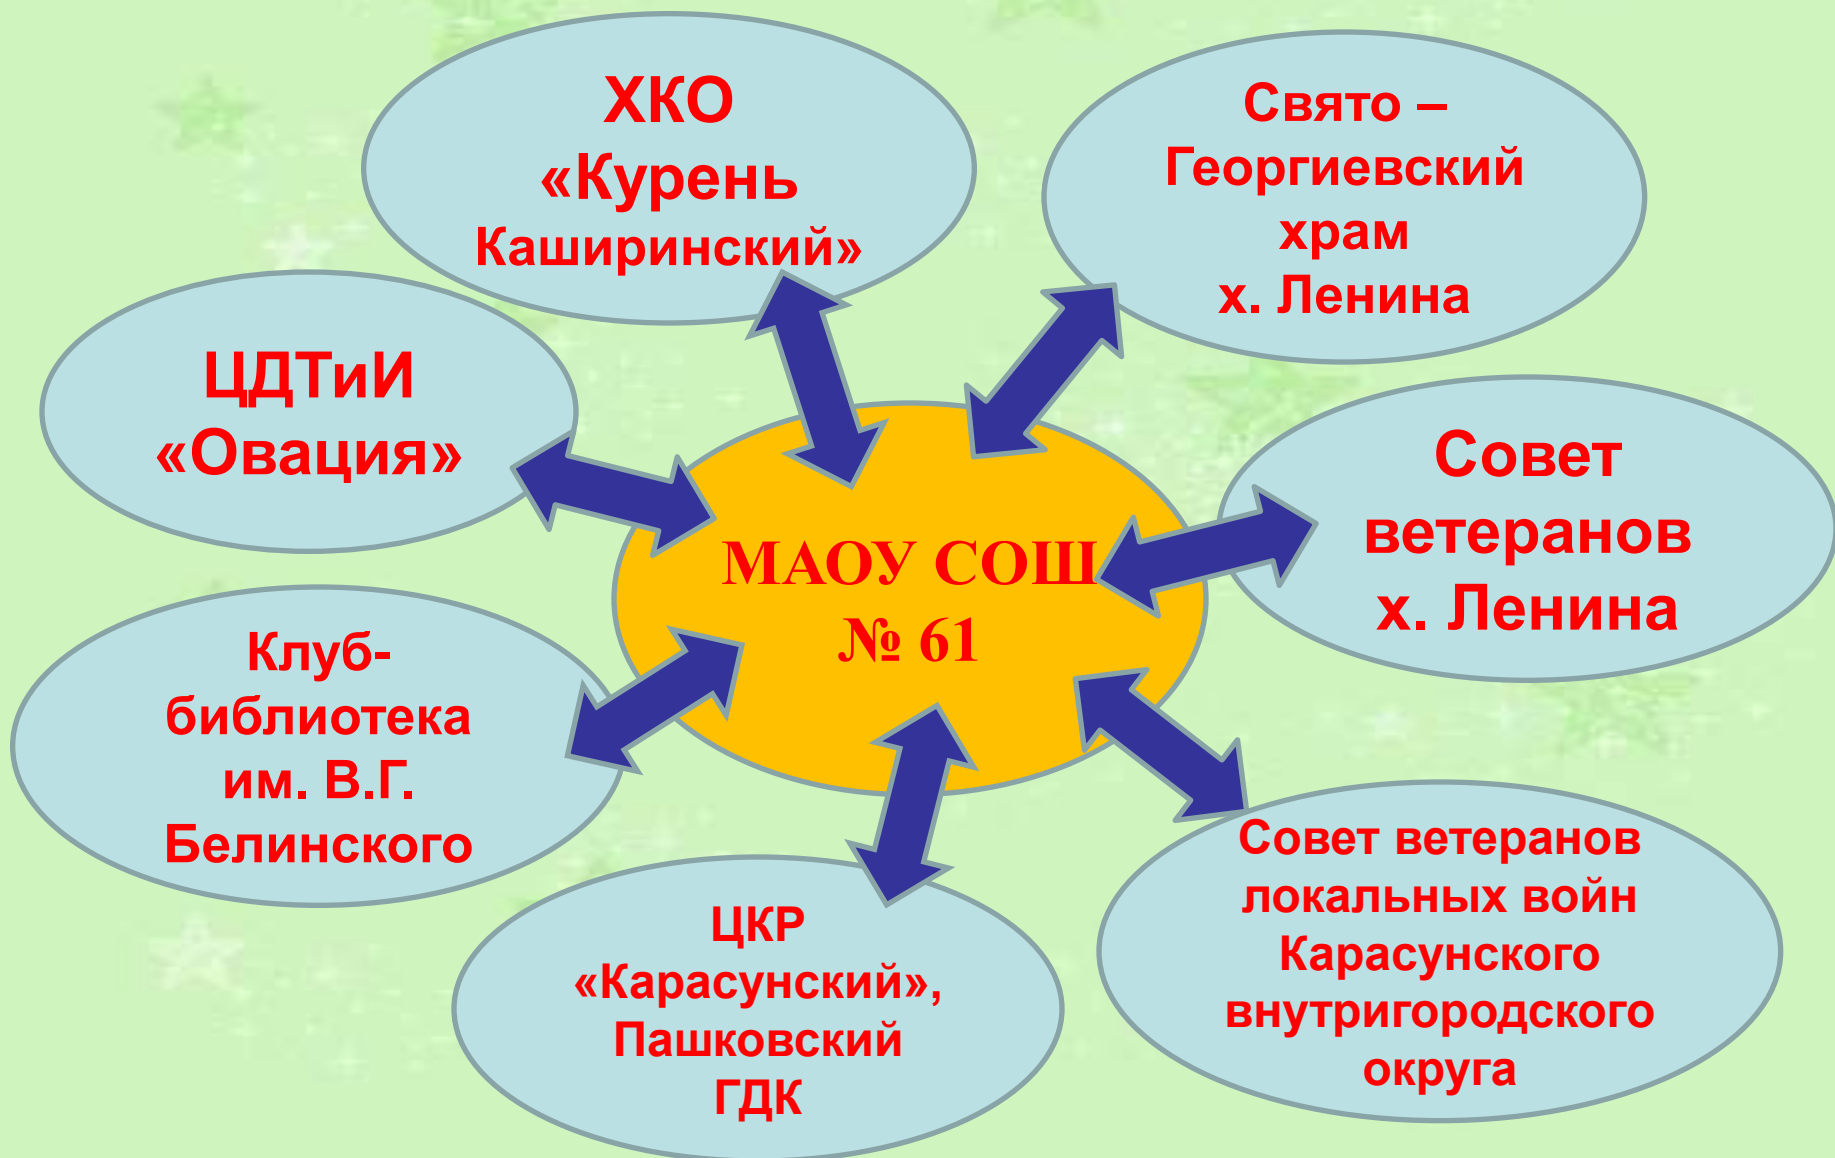 ХКО
«Курень
Каширинский»
Свято –
Георгиевский
храм
х. Ленина
ЦДТиИ
«Овация»
Совет
ветеранов
х. Ленина
МАОУ СОШ
№ 61
Клуб-
библиотека
им. В.Г.
Белинского
Совет ветеранов
локальных войн
Карасунского
внутригородского
округа
ЦКР
«Карасунский»,
Пашковский
ГДК